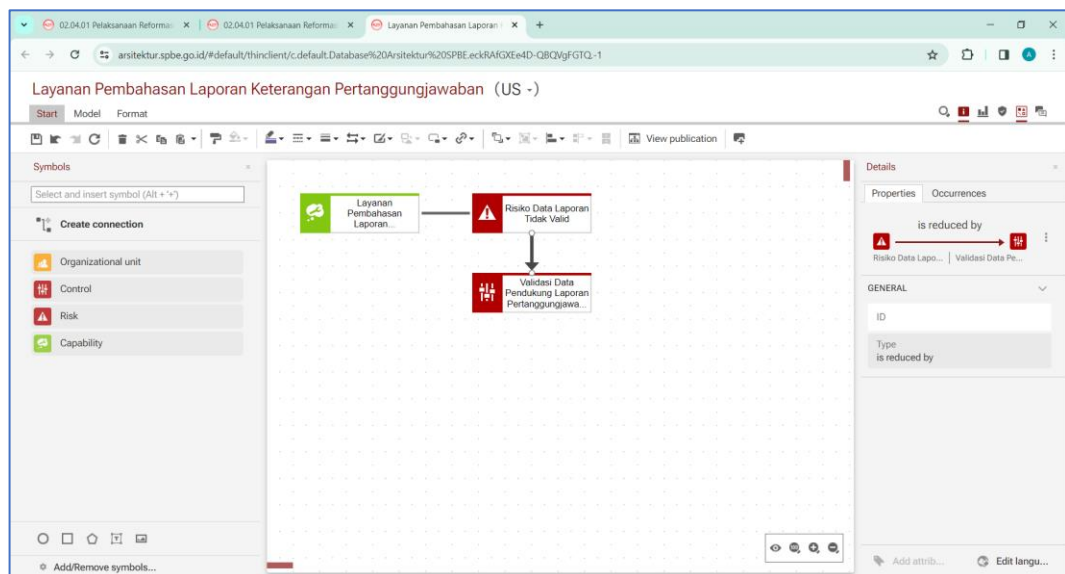 02.04.01 Pelaksanaan Reformas
02.04.01 Pelaksanaan Reformas
Layanan Pembahasan Laporan
arsitektur.spbe.go.id/#default/thinclient/c.default.Database%20Arsitektur%20SPBE.eckRAfGXEe4D-QBQVgFGTQ.-1
A
Layanan Pembahasan Laporan Keterangan Pertanggungjawaban (US -)
Start Model Format
View publication
Symbols
Select and insert symbol (Alt + '+')
Create connection
Organizational unit
Control
Risk
Capability
Add/Remove symbols...
Layanan
Pembahasan
Laporan...
Risiko Data Laporan
Tidak Valid
Validasi Data
Pendukung Laporan
Pertanggungjawa...
Details
Properties Occurrences
is reduced by
Risiko Data Lapo... | Validasi Data Pe...
GENERAL
ID
Type
is reduced by
Add attrib...
Edit langu...